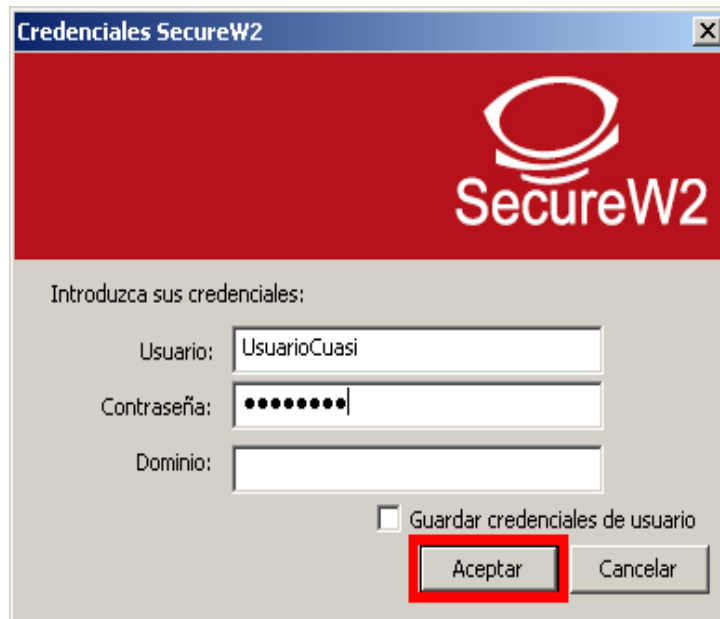 Credenciales SecureW2
SecureW2
Introduzca sus credenciales:
Usuario: UsuarioCuasi
Contraseña: ●●●●●●●●
Dominio:
Guardar credenciales de usuario
Aceptar Cancelar